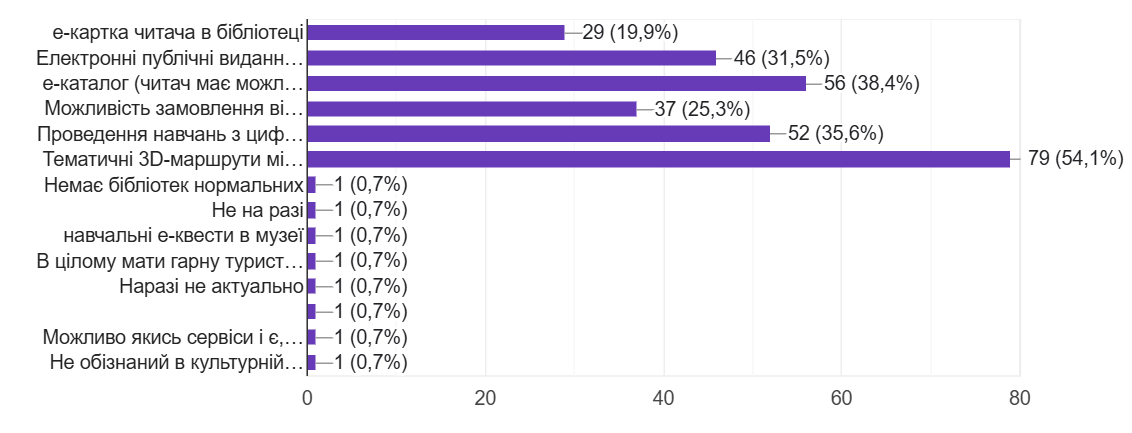 е-картка читача в бібліотеці 29 (19,9%)
Електронні публічні виданн… 46 (31,5%)
е-каталог (читач має можл… 56 (38,4%)
Можливість замовлення ві… 37 (25,3%)
Проведення навчань з циф… 52 (35,6%)
Тематичні 3D-маршрути мі… 79 (54,1%)
Немає бібліотек нормальних 1 (0,7%)
Не на разі 1 (0,7%)
навчальні е-квести в музеї 1 (0,7%)
В цілому мати гарну турист… 1 (0,7%)
Наразі не актуально 1 (0,7%)
1 (0,7%)
Можливо якись сервіси і є,… 1 (0,7%)
Не обізнаний в культурній… 1 (0,7%)
0 20 40 60 80